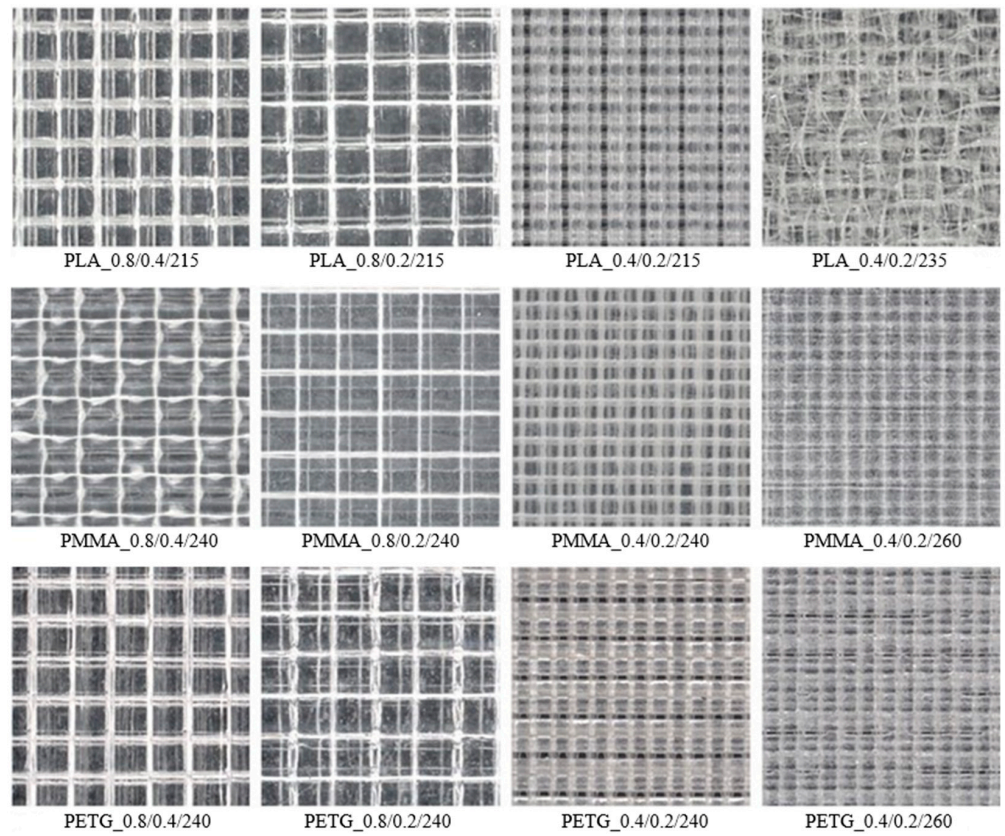 PLA_0.8/0.4/215
PLA_0.8/0.2/215
PLA_0.4/0.2/215
PLA_0.4/0.2/235
PMMA_0.8/0.4/240
PMMA_0.8/0.2/240
PMMA_0.4/0.2/240
PMMA_0.4/0.2/260
PETG_0.8/0.4/240
PETG_0.8/0.2/240
PETG_0.4/0.2/240
PETG_0.4/0.2/260